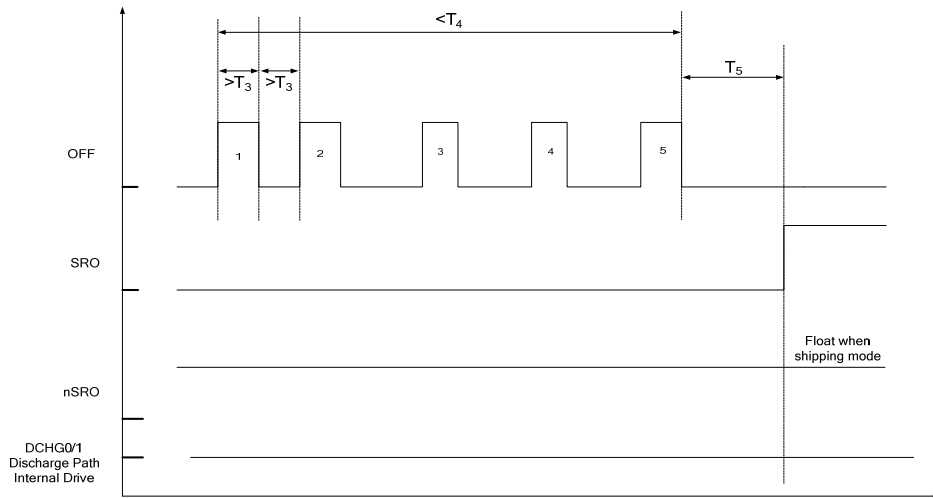 <T4
>T3
>T3
T5
OFF
1
2
3
4
5
SRO
Float when
shipping mode
nSRO
DCHG0/1
Discharge Path
Internal Drive